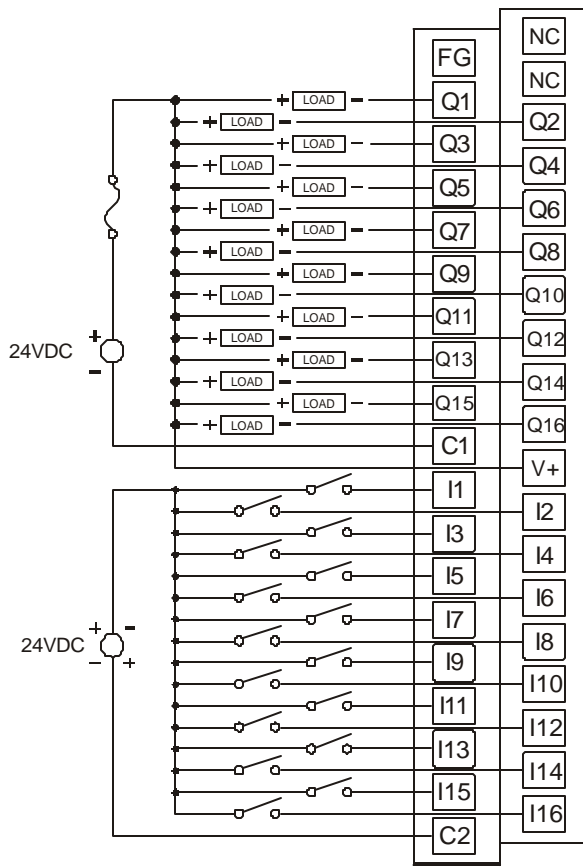 NC
FG
NC
+ LOAD - Q1
+ LOAD - Q2
+ LOAD - Q3
+ LOAD - Q4
+ LOAD - Q5
+ LOAD - Q6
+ LOAD - Q7
+ LOAD - Q8
+ LOAD - Q9
+ LOAD - Q10
+ LOAD - Q11
+ LOAD - Q12
+
24VDC
-
+ LOAD - Q13
+ LOAD - Q14
+ LOAD - Q15
+ LOAD - Q16
C1
V+
I1
I2
I3
I4
I5
I6
I7
+ -
24VDC
- +
I8
I9
I10
I11
I12
I13
I14
I15
I16
C2